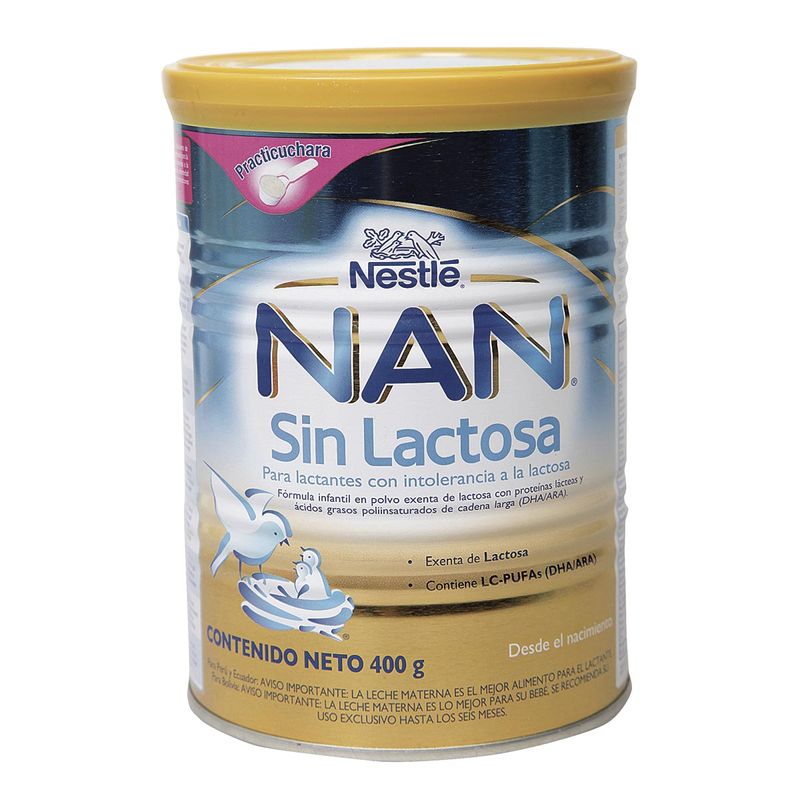 Practicuchara
Nestlé®
NAN®
Sin Lactosa
Para lactantes con intolerancia a la lactosa
Fórmula infantil en polvo exenta de lactosa con proteínas lácteas y
ácidos grasos poliinsaturados de cadena larga (DHA/ARA).
• Exenta de Lactosa
• Contiene LC-PUFAs (DHA/ARA)
®
CONTENIDO NETO 400 g
Desde el nacimiento
Para Perú y Ecuador: AVISO IMPORTANTE: LA LECHE MATERNA ES EL MEJOR ALIMENTO PARA EL LACTANTE.
Para Bolivia: AVISO IMPORTANTE: LA LECHE MATERNA ES LO MEJOR PARA SU BEBÉ, SE RECOMIENDA SU
USO EXCLUSIVO HASTA LOS SEIS MESES.